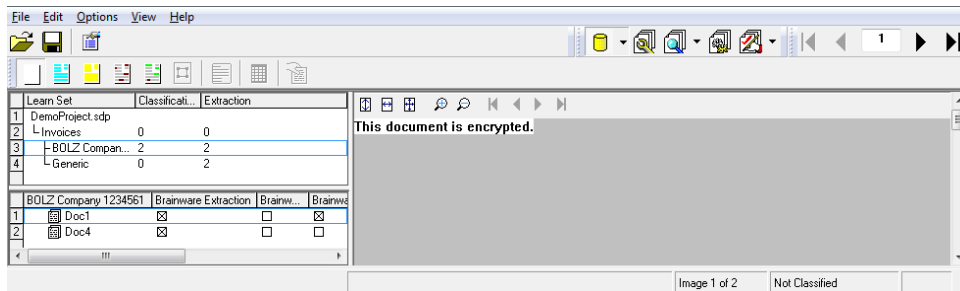 File Edit Options View Help
1
Learn Set Classificati... Extraction
1 DemoProject.sdp
2 Invoices 0 0
3 BOLZ Compan... 2 2
4 Generic 0 2
This document is encrypted.
BOLZ Company 1234561 Brainware Extraction Brainw... Brainwa
1 Doc1
2 Doc4
Image 1 of 2 Not Classified